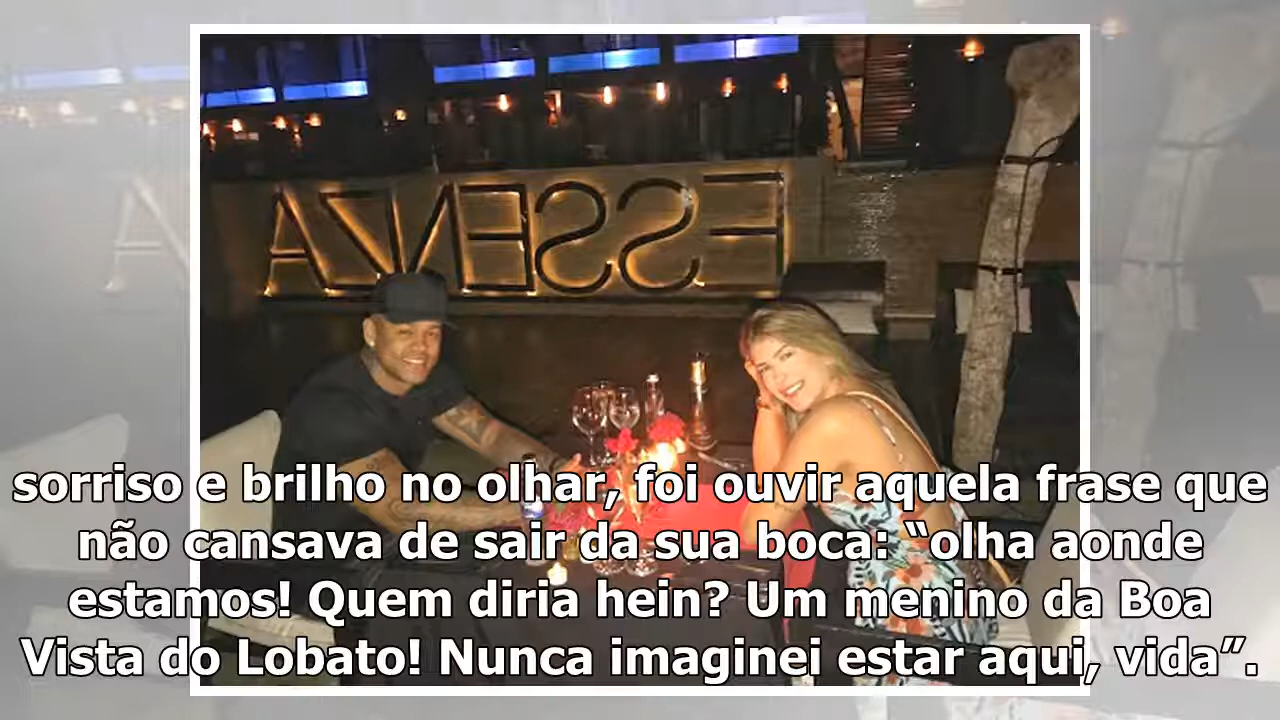 ESSENZA
sorriso e brilho no olhar, foi ouvir aquela frase que
não cansava de sair da sua boca: “olha aonde
estamos! Quem diria hein? Um menino da Boa
Vista do Lobato! Nunca imaginei estar aqui, vida”.